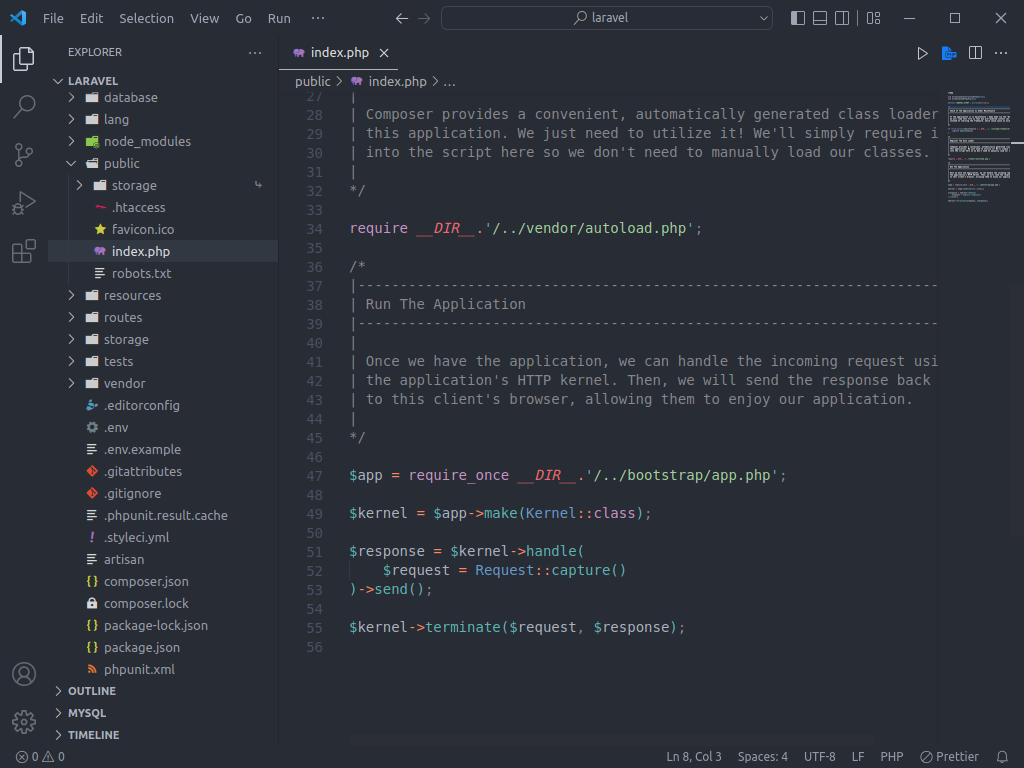 File Edit Selection View Go Run ···
laravel
EXPLORER
index.php
LARAVEL
public > index.php > ...
database
lang
node_modules
public
storage
.htaccess
favicon.ico
index.php
robots.txt
resources
routes
storage
tests
vendor
.editorconfig
.env
.env.example
.gitattributes
.gitignore
.phpunit.result.cache
.styleci.yml
artisan
composer.json
composer.lock
package-lock.json
package.json
phpunit.xml
OUTLINE
MYSQL
TIMELINE
27 |
28 | Composer provides a convenient, automatically generated class loader
29 | this application. We just need to utilize it! We'll simply require i
30 | into the script here so we don't need to manually load our classes.
31 |
32 */
33
34 require __DIR__.'/../vendor/autoload.php';
35
36 /*
37 |----------------------------------------------------------------------
38 | Run The Application
39 |----------------------------------------------------------------------
40 |
41 | Once we have the application, we can handle the incoming request usi
42 | the application's HTTP kernel. Then, we will send the response back
43 | to this client's browser, allowing them to enjoy our application.
44 |
45 */
46
47 $app = require_once __DIR__.'/../bootstrap/app.php';
48
49 $kernel = $app->make(Kernel::class);
50
51 $response = $kernel->handle(
52 $request = Request::capture()
53 )->send();
54
55 $kernel->terminate($request, $response);
56
0 0 Ln 8, Col 3 Spaces: 4 UTF-8 LF PHP Prettier